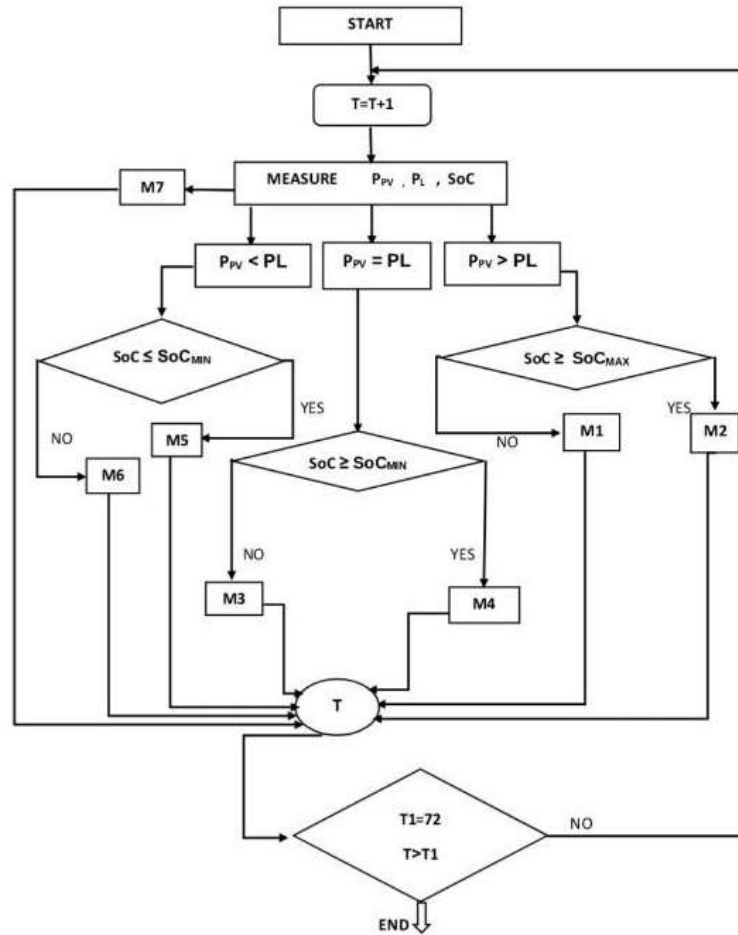 START
T=T+1
MEASURE P_PV , P_L , SoC
M7
P_PV < PL
P_PV = PL
P_PV > PL
SoC ≤ SoC_MIN
SoC ≥ SoC_MAX
YES
NO
M5
M6
SoC ≥ SoC_MIN
NO
M1
YES
M2
NO
YES
M3
M4
T
T1=72
T>T1
NO
END